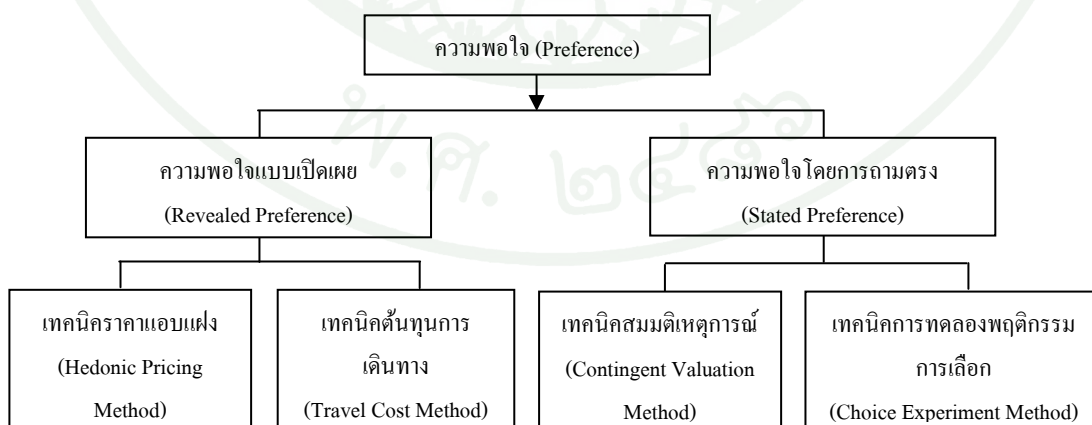 ความพอใจ (Preference)
พ.ศ. ๒๔๘๖
ความพอใจแบบเปิดเผย
(Revealed Preference)
ความพอใจโดยการถามตรง
(Stated Preference)
เทคนิคราคาแอบแฝง
(Hedonic Pricing
Method)
เทคนิคต้นทุนการ
เดินทาง
(Travel Cost Method)
เทคนิคสมมติเหตุการณ์
(Contingent Valuation
Method)
เทคนิคการทดลองพฤติกรรม
การเลือก
(Choice Experiment Method)